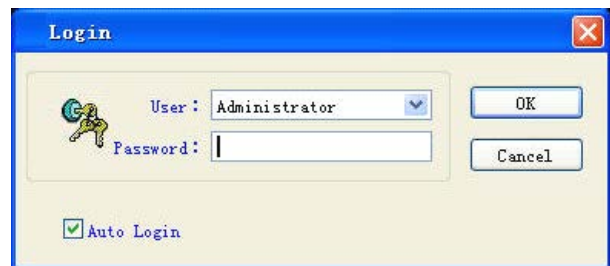 Login
User: Administrator
OK
Password:
Cancel
Auto Login